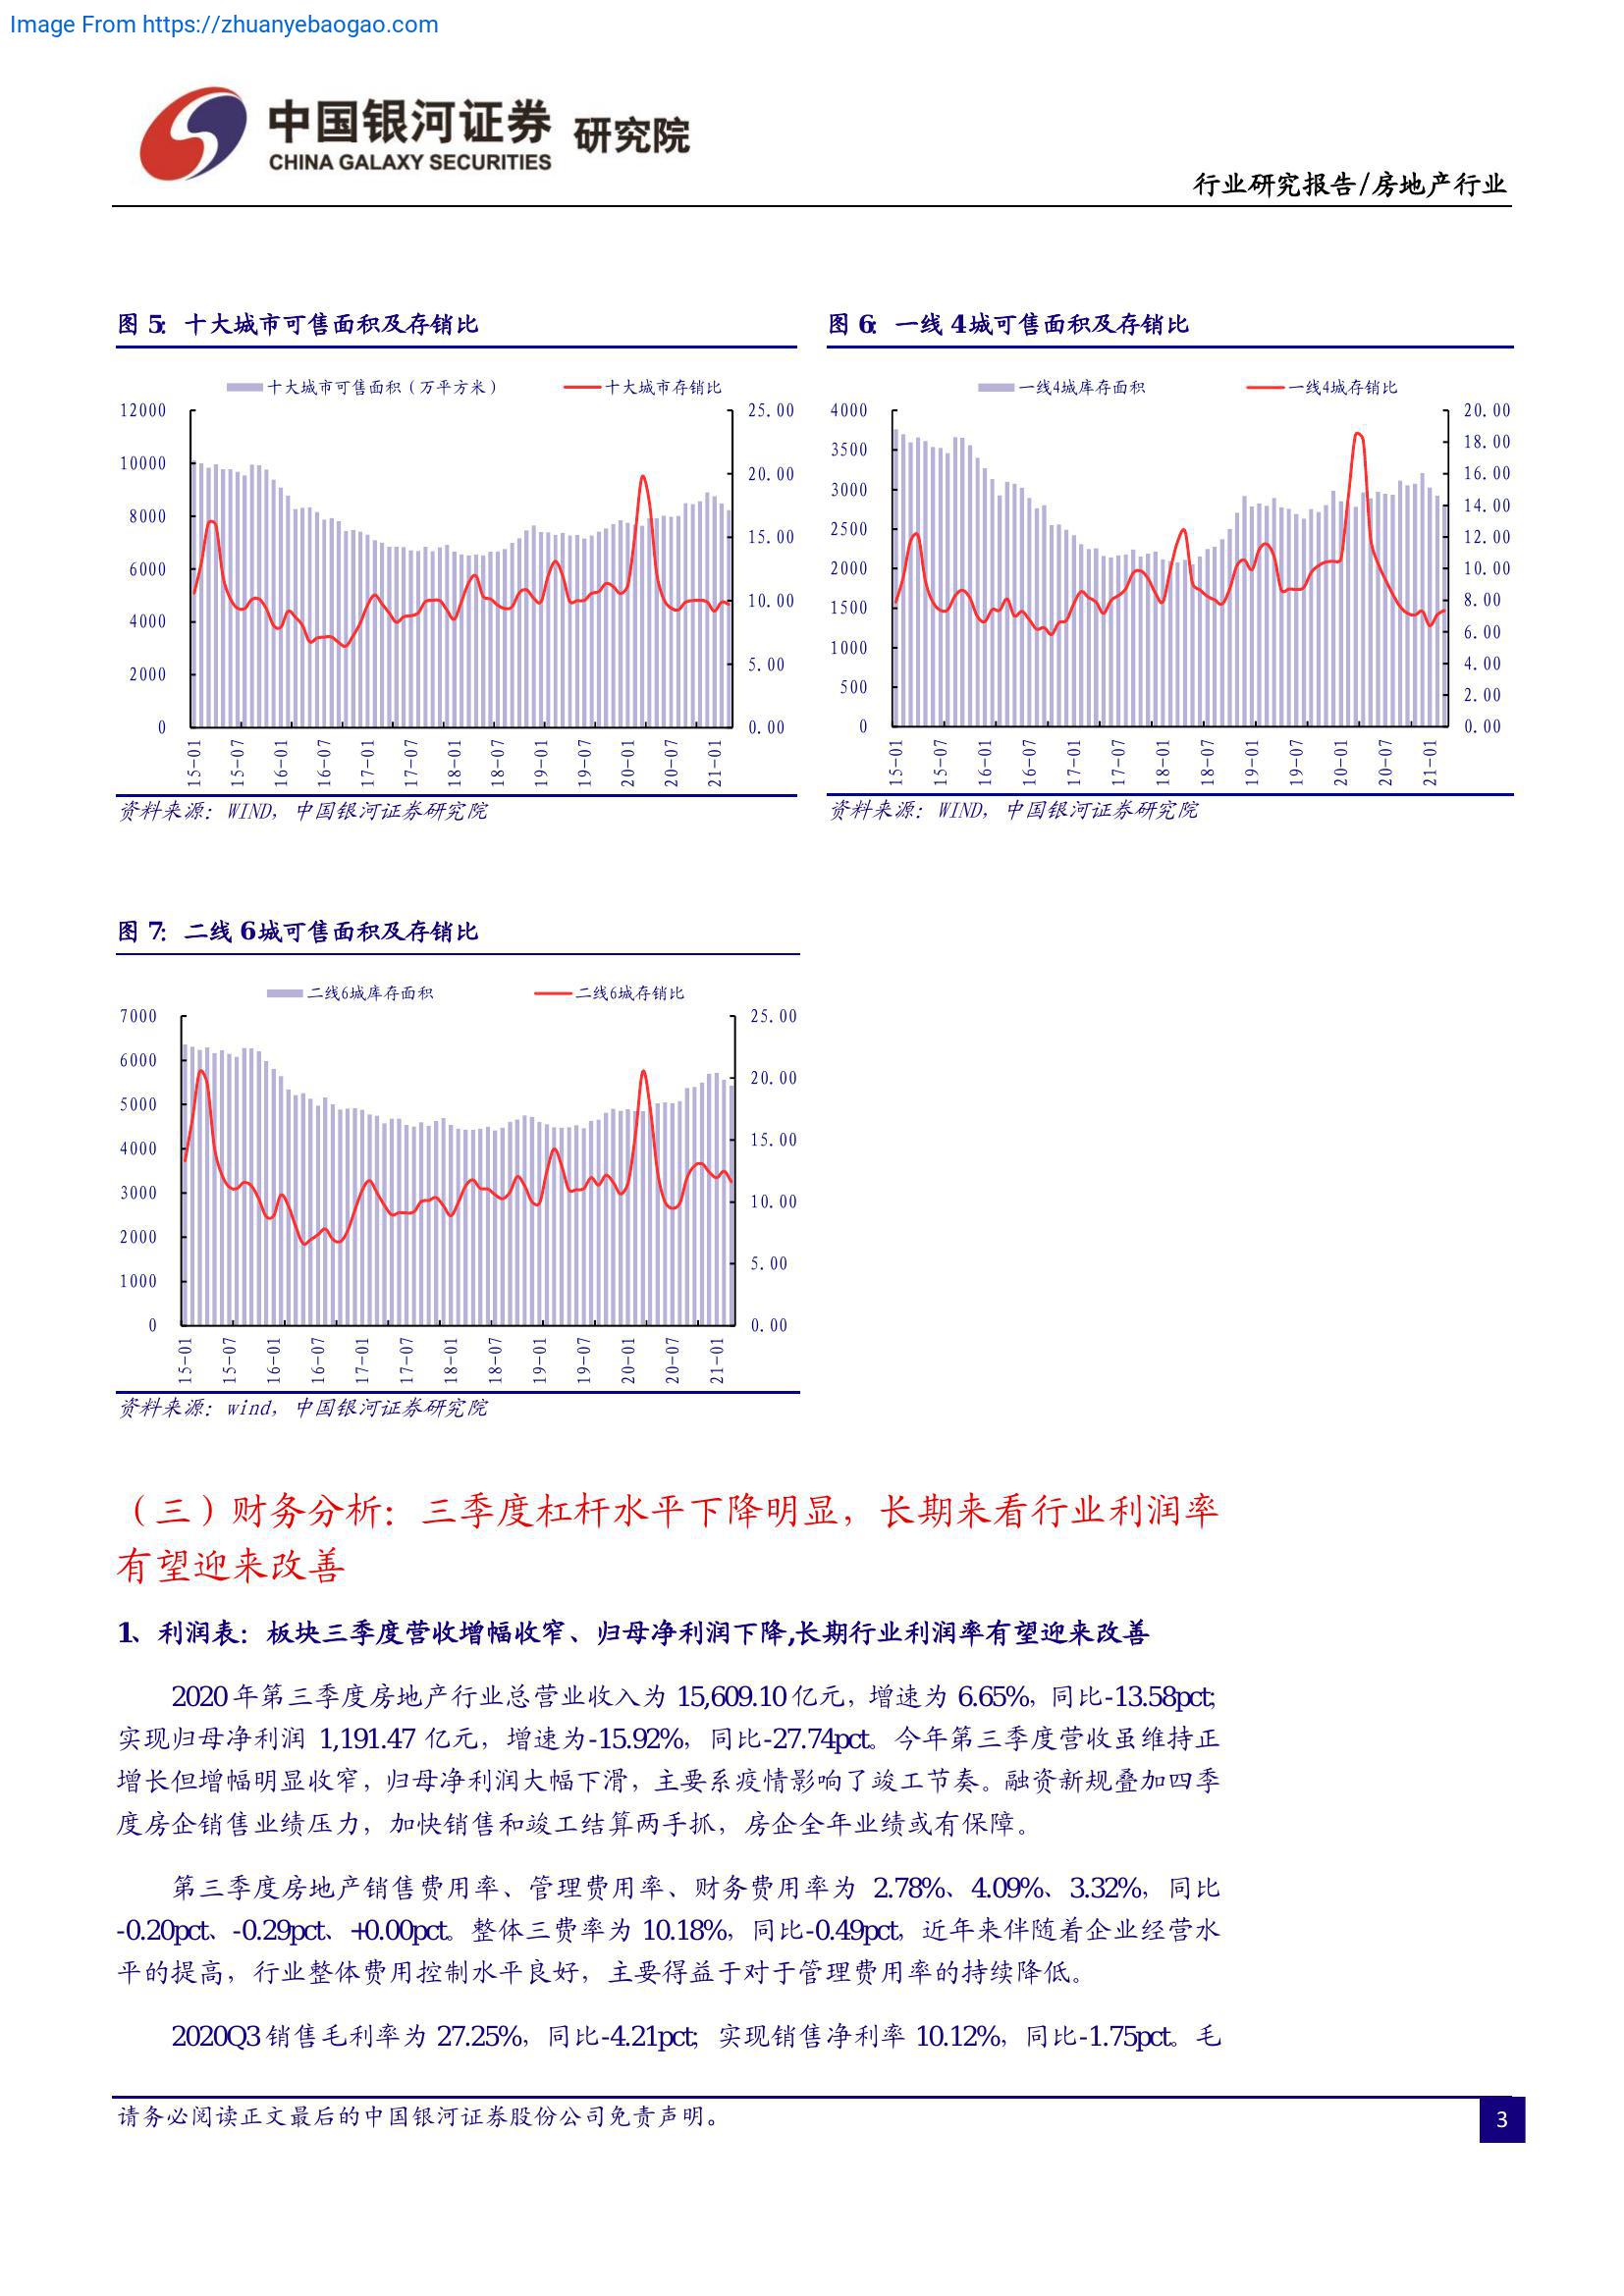 Image From https://zhuanyebaogao.com
中国银河证券 研究院
CHINA GALAXY SECURITIES
行业研究报告/房地产行业
图 5: 十大城市可售面积及存销比
十大城市可售面积（万平方米） 十大城市存销比
12000
10000
8000
6000
4000
2000
0
25.00
20.00
15.00
10.00
5.00
0.00
15-01 15-07 16-01 16-07 17-01 17-07 18-01 18-07 19-01 19-07 20-01 20-07 21-01
资料来源：WIND，中国银河证券研究院
图 6: 一线 4 城可售面积及存销比
一线4城库存面积 一线4城存销比
4000
3500
3000
2500
2000
1500
1000
500
0
20.00
18.00
16.00
14.00
12.00
10.00
8.00
6.00
4.00
2.00
0.00
15-01 15-07 16-01 16-07 17-01 17-07 18-01 18-07 19-01 19-07 20-01 20-07 21-01
资料来源：WIND，中国银河证券研究院
图 7: 二线 6 城可售面积及存销比
二线6城库存面积 二线6城存销比
7000
6000
5000
4000
3000
2000
1000
0
25.00
20.00
15.00
10.00
5.00
0.00
15-01 15-07 16-01 16-07 17-01 17-07 18-01 18-07 19-01 19-07 20-01 20-07 21-01
资料来源：wind，中国银河证券研究院
（三）财务分析：三季度杠杆水平下降明显，长期来看行业利润率
有望迎来改善
1、利润表：板块三季度营收增幅收窄、归母净利润下降,长期行业利润率有望迎来改善
2020 年第三季度房地产行业总营业收入为 15,609.10 亿元，增速为 6.65%，同比-13.58pct;
实现归母净利润 1,191.47 亿元，增速为-15.92%，同比-27.74pct。今年第三季度营收虽维持正
增长但增幅明显收窄，归母净利润大幅下滑，主要系疫情影响了竣工节奏。融资新规叠加四季
度房企销售业绩压力，加快销售和竣工结算两手抓，房企全年业绩或有保障。
第三季度房地产销售费用率、管理费用率、财务费用率为 2.78%、4.09%、3.32%，同比
-0.20pct、-0.29pct、+0.00pct。整体三费率为 10.18%，同比-0.49pct，近年来伴随着企业经营水
平的提高，行业整体费用控制水平良好，主要得益于对于管理费用率的持续降低。
2020Q3 销售毛利率为 27.25%，同比-4.21pct；实现销售净利率 10.12%，同比-1.75pct。毛
请务必阅读正文最后的中国银河证券股份公司免责声明。
3